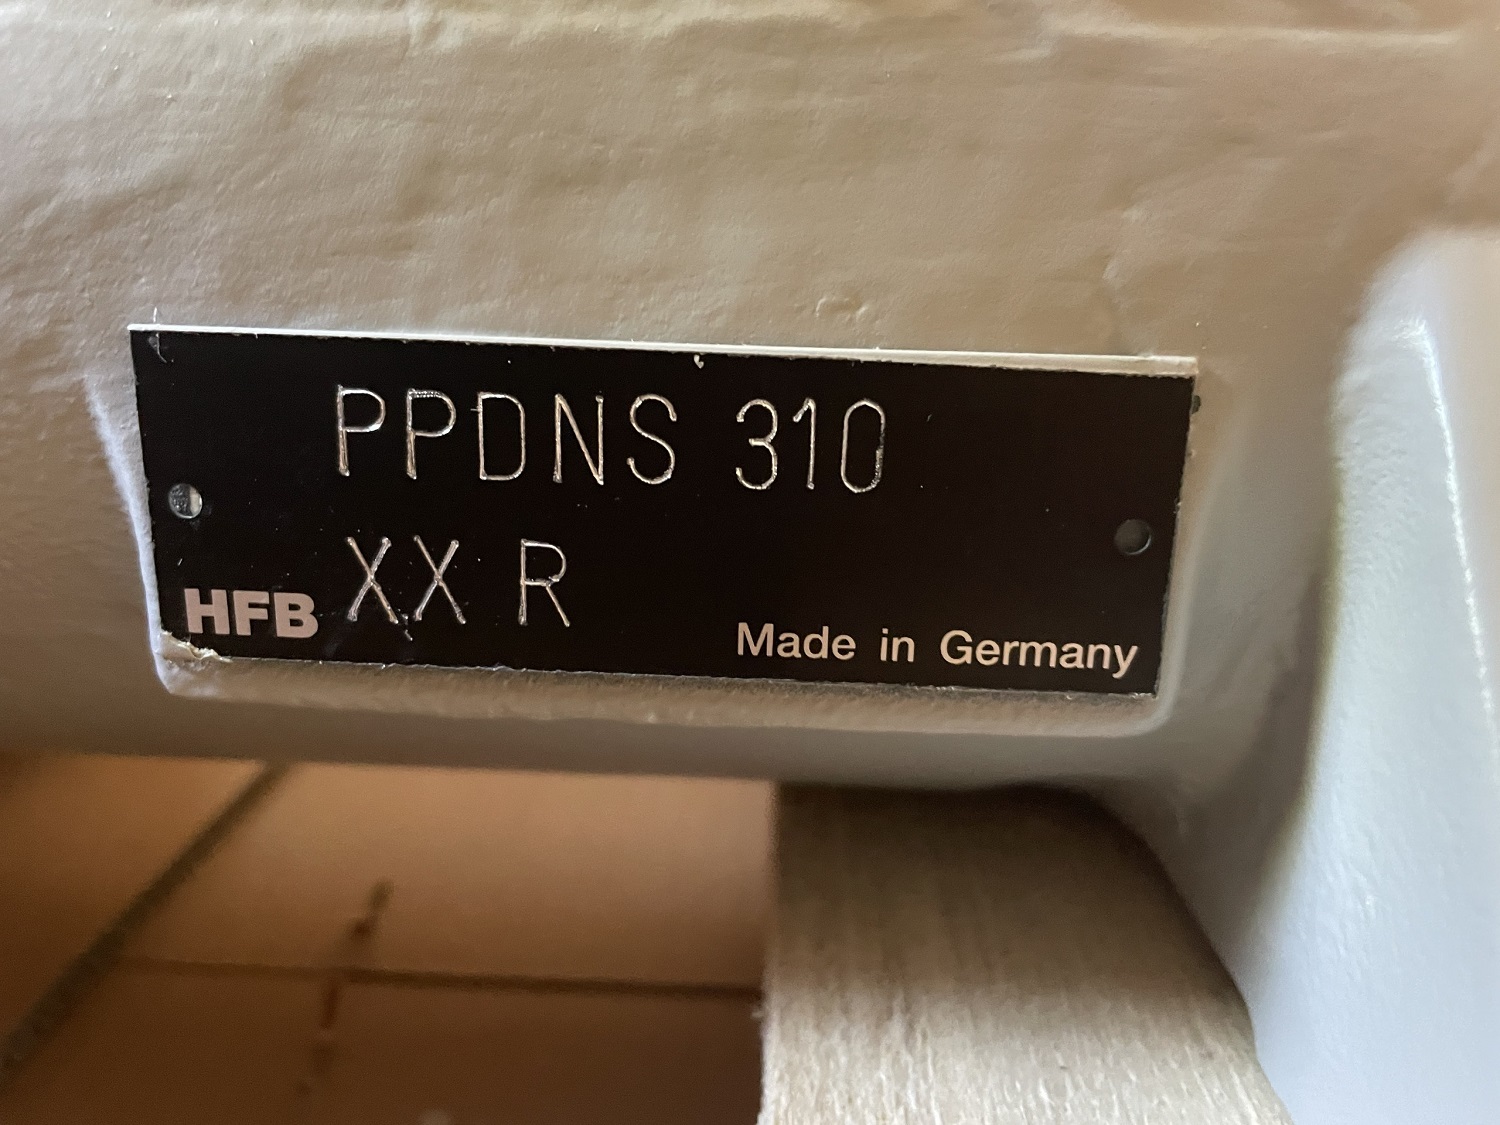 PPDNS 310
XX R
HFB
Made in Germany